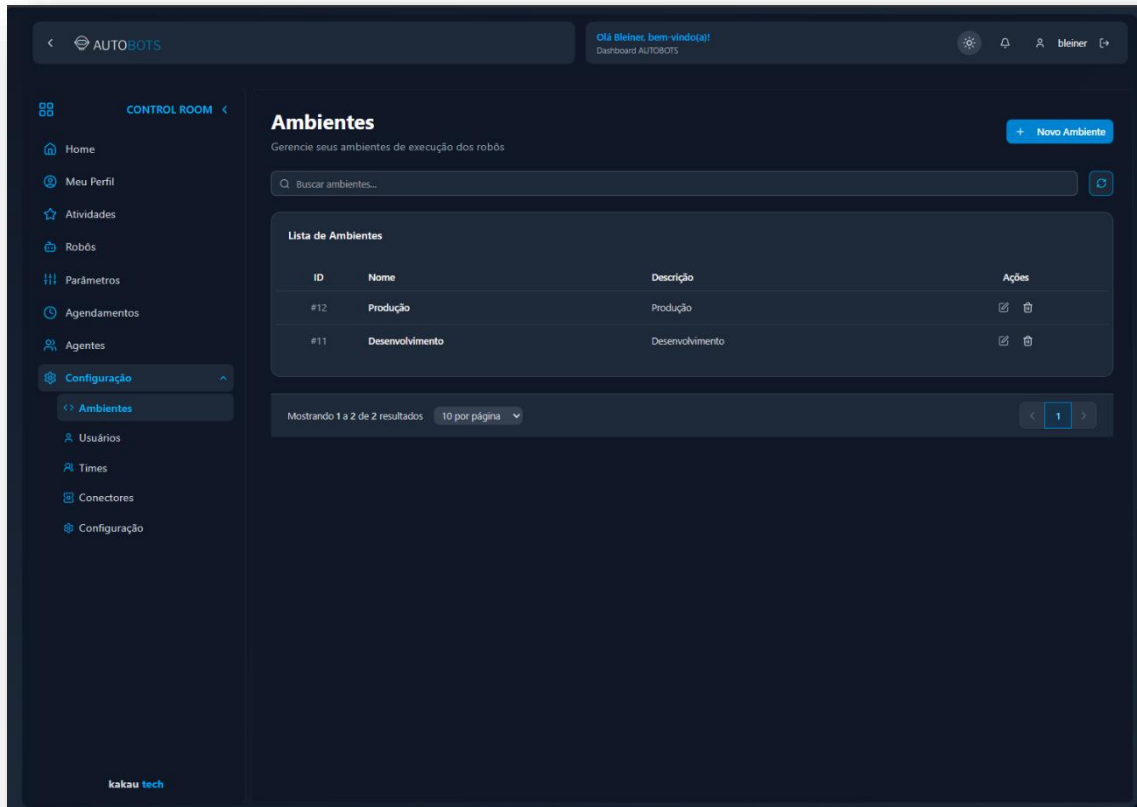 AUTOBOTS
Olá Bleiner, bem-vindo(a)!
Dashboard AUTOBOTS
bleiner
CONTROL ROOM
Home
Meu Perfil
Atividades
Robôs
Parâmetros
Agendamentos
Agentes
Configuração
Ambientes
Usuários
Times
Conectores
Configuração
kakau tech
Ambientes
Gerencie seus ambientes de execução dos robôs
+ Novo Ambiente
Buscar ambientes...
Lista de Ambientes
ID Nome Descrição Ações
#12 Produção Produção
#11 Desenvolvimento Desenvolvimento
Mostrando 1 a 2 de 2 resultados 10 por página < 1 >